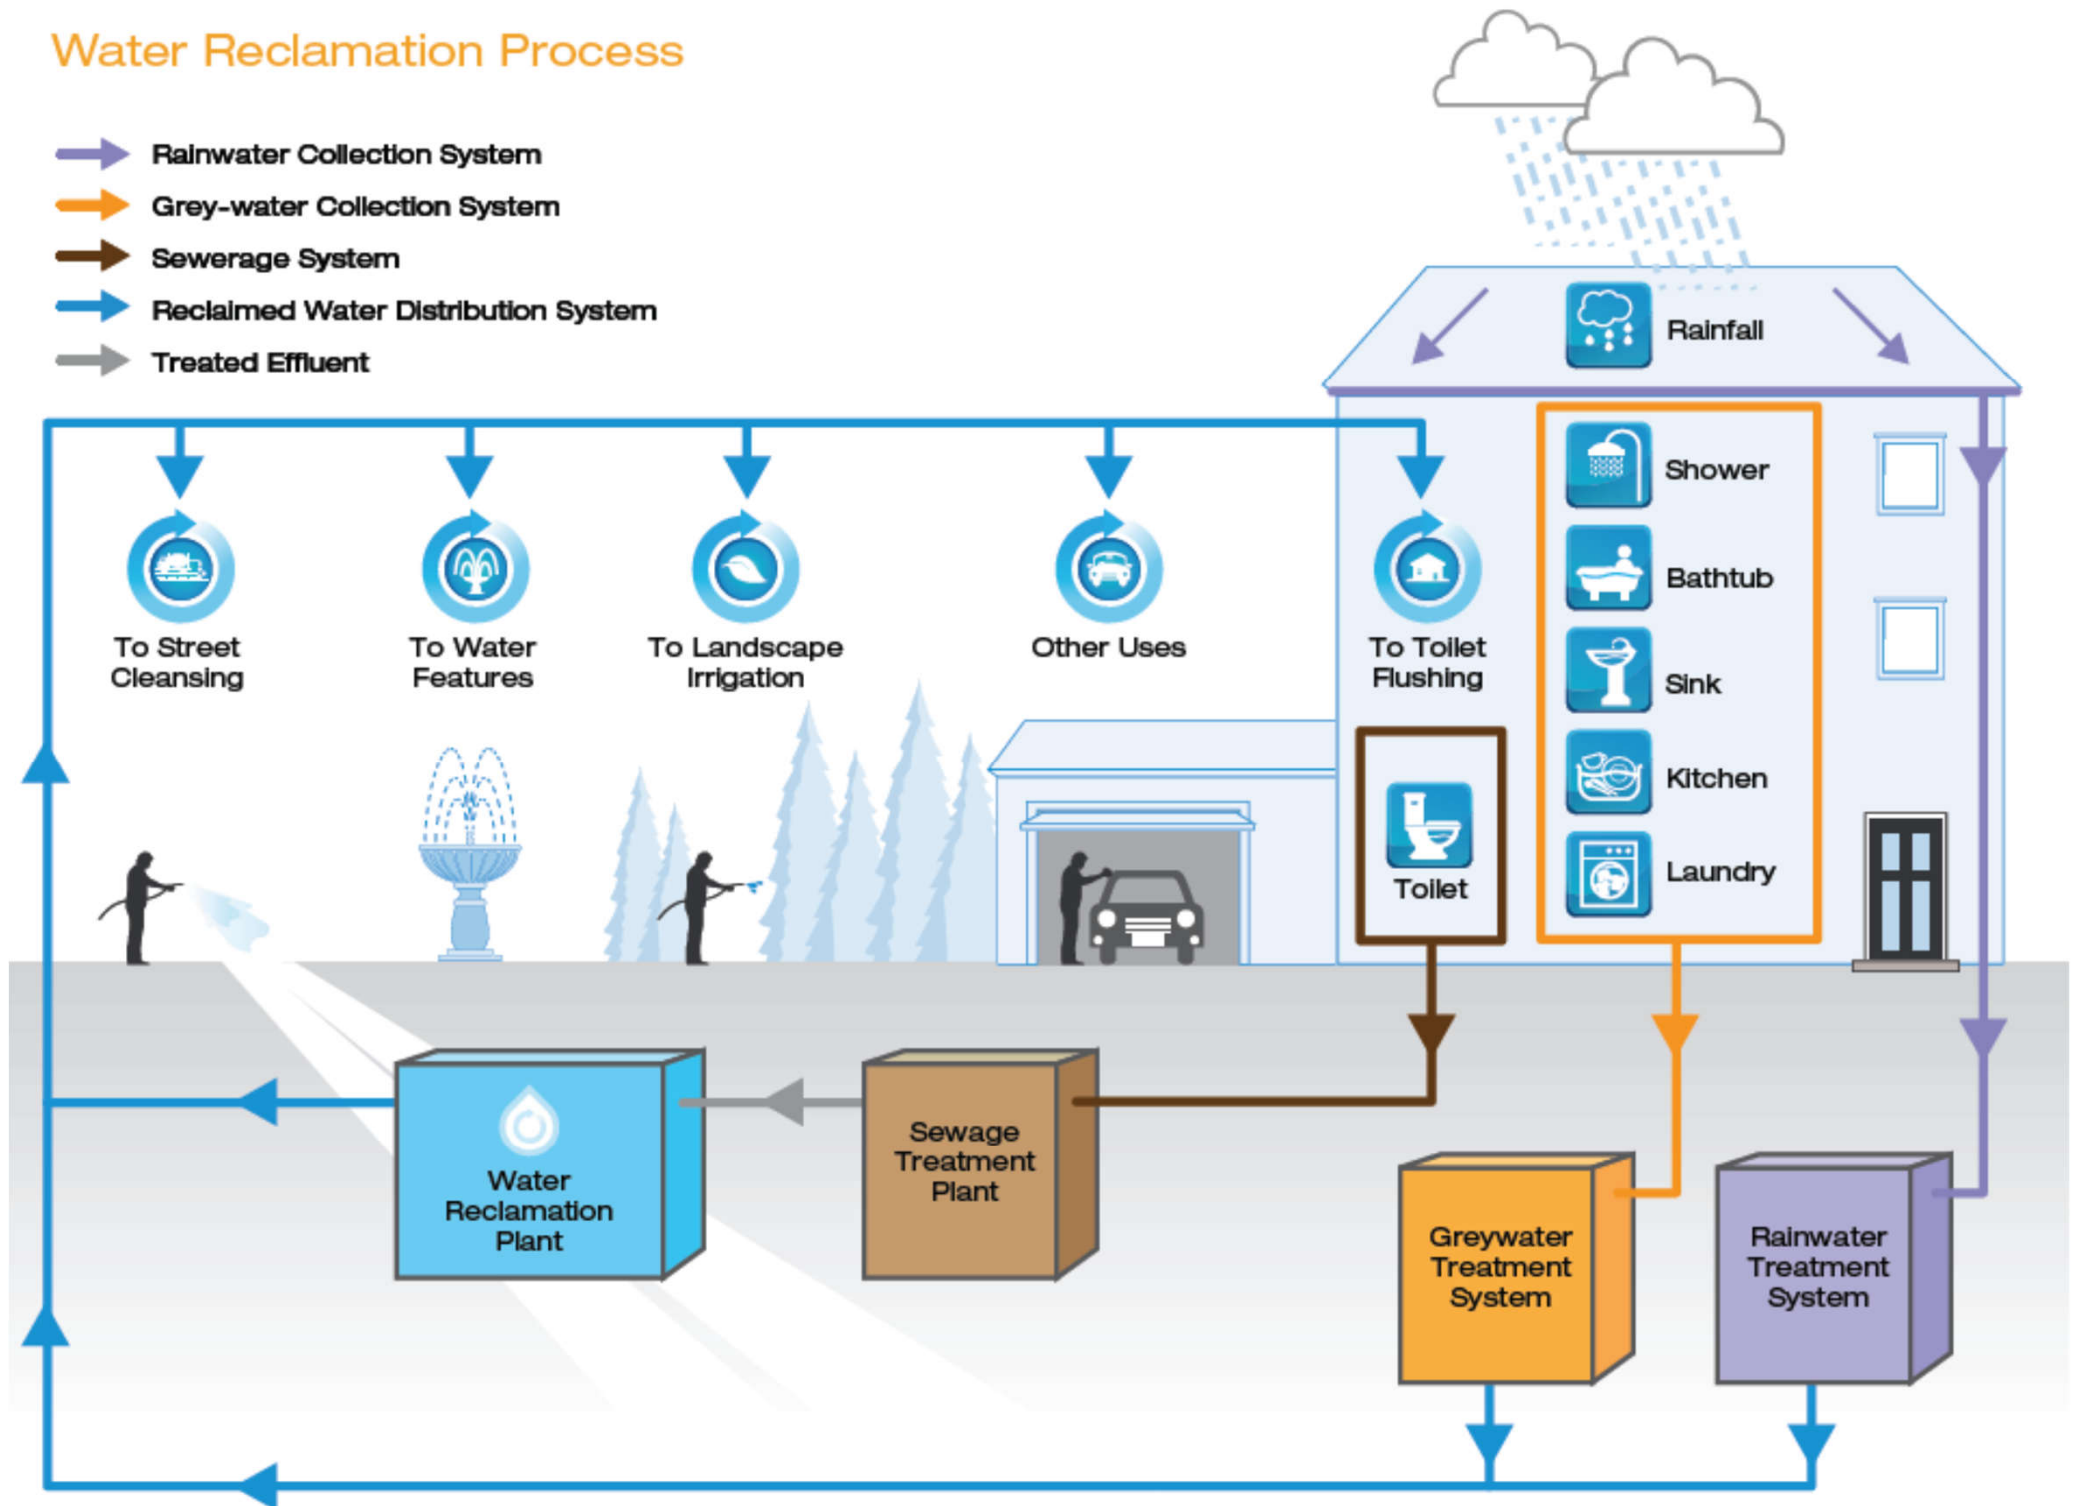 Water Reclamation Process
Rainwater Collection System
Grey-water Collection System
Sewerage System
Reclaimed Water Distribution System
Treated Effluent
Rainfall
Shower
Bathtub
Sink
Kitchen
Laundry
To Street
Cleansing
To Water
Features
To Landscape
Irrigation
Other Uses
To Toilet
Flushing
Toilet
Water
Reclamation
Plant
Sewage
Treatment
Plant
Greywater
Treatment
System
Rainwater
Treatment
System